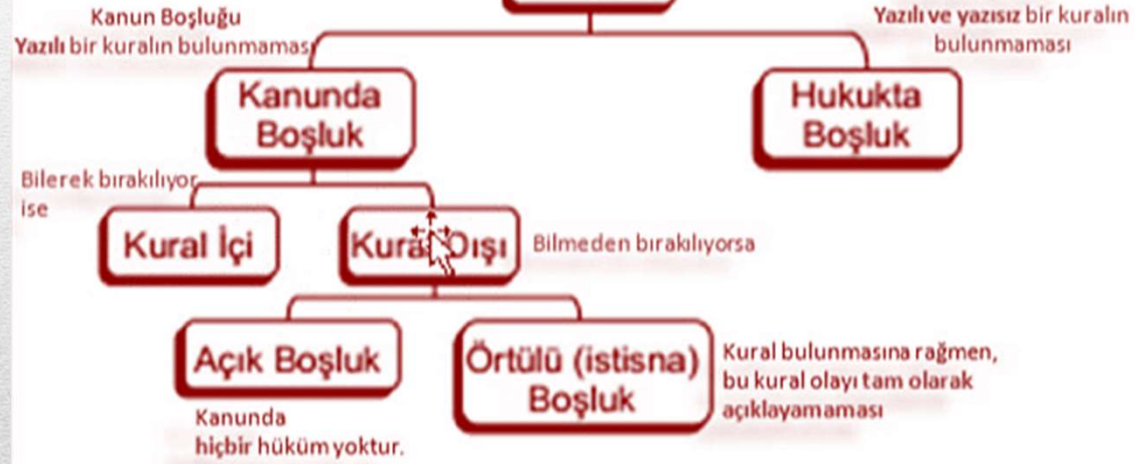 Kanun Boşluğu
Yazılı bir kuralın bulunmaması
Yazılı ve yazısız bir kuralın
bulunmaması
Kanunda
Boşluk
Hukukta
Boşluk
Bilerek bırakılıyor
ise
Kural İçi
Kural Dışı
Bilmeden bırakılıyorsa
Açık Boşluk
Örtülü (istisna)
Boşluk
Kural bulunmasına rağmen,
bu kural olayı tam olarak
açıklayamaması
Kanunda
hiçbir hüküm yoktur.